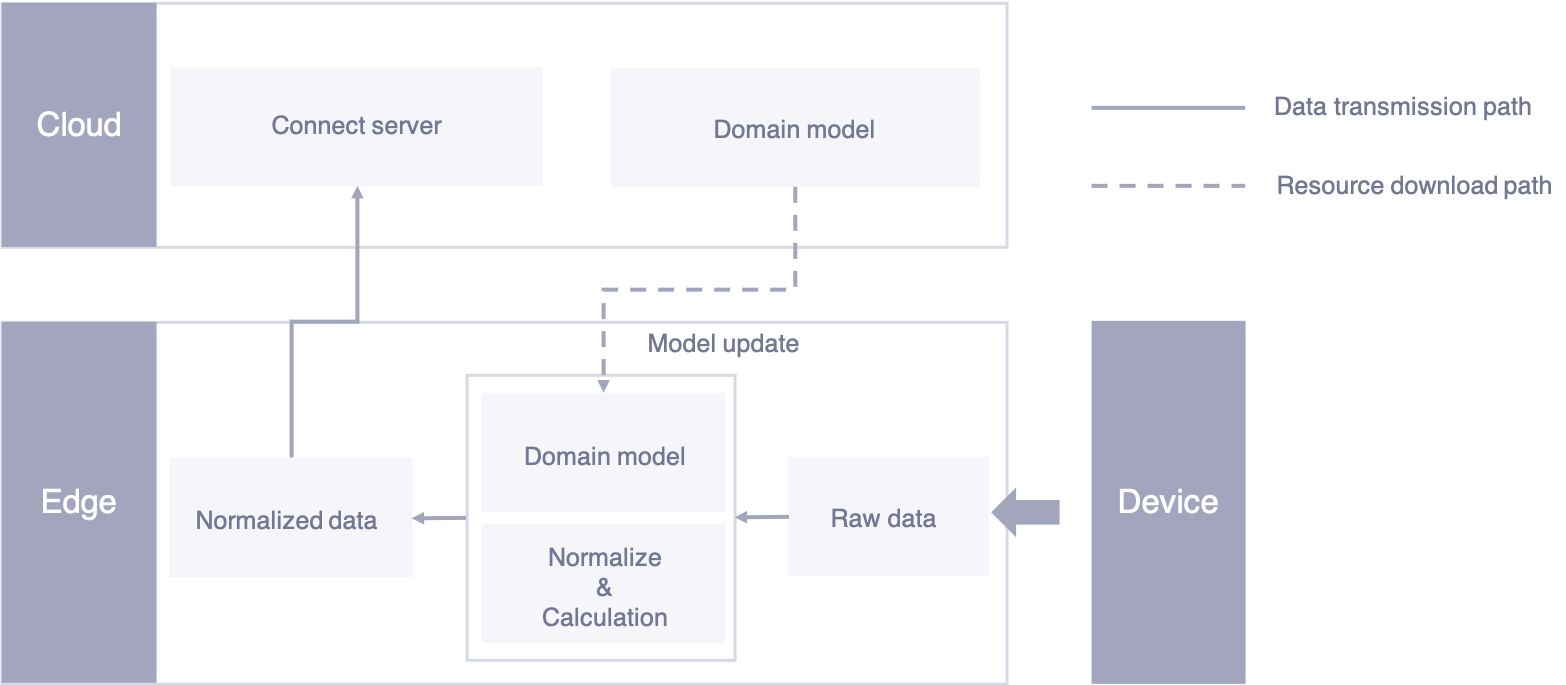 Cloud
Connect server
Domain model
Data transmission path
Resource download path
Model update
Edge
Normalized data
Domain model
Normalize
&
Calculation
Raw data
Device